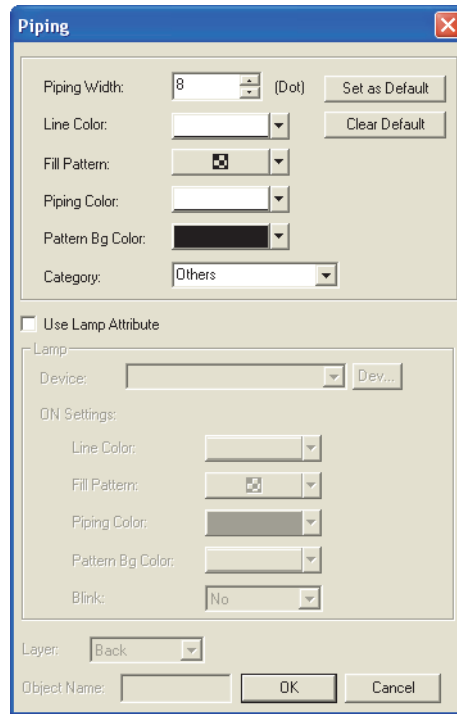 Piping
Piping Width: 8 (Dot) Set as Default
Line Color: Clear Default
Fill Pattern:
Piping Color:
Pattern Bg Color:
Category: Others
Use Lamp Attribute
Lamp
Device: Dev...
ON Settings:
Line Color:
Fill Pattern:
Piping Color:
Pattern Bg Color:
Blink: No
Layer: Back
Object Name: OK Cancel